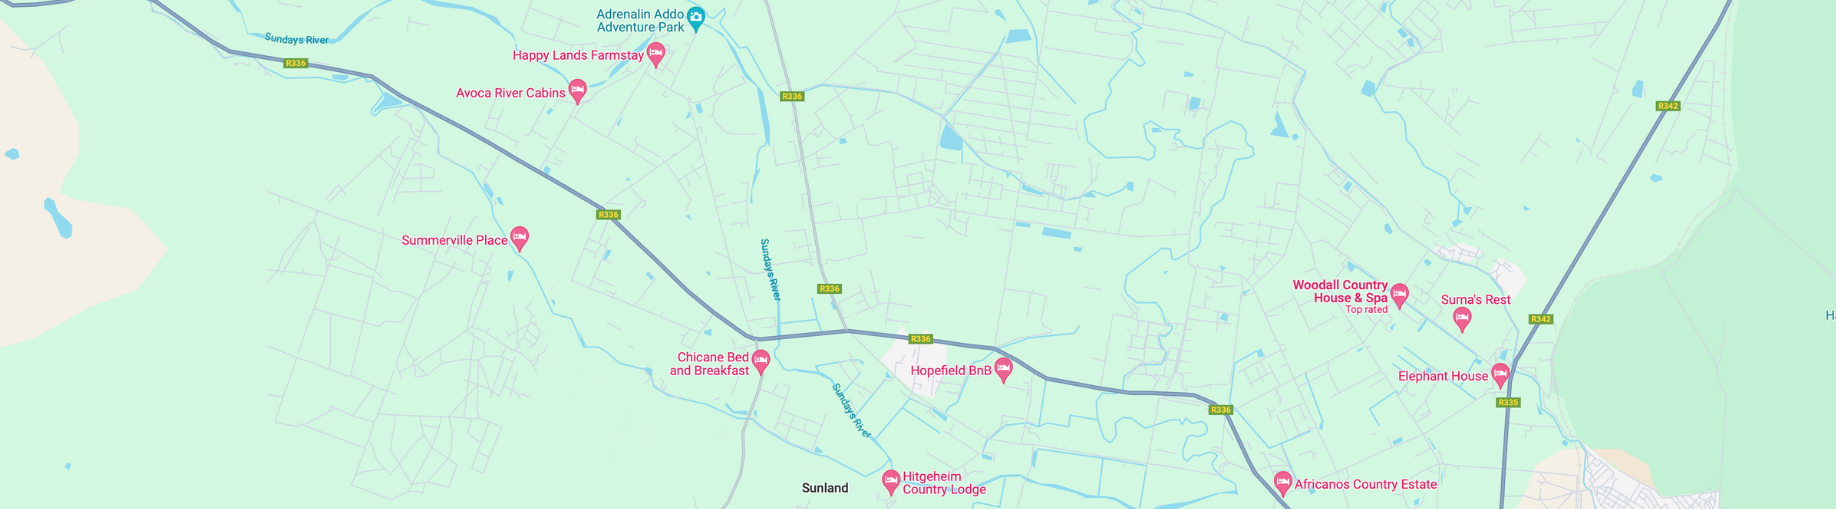 Adrenalin Addo
Adventure Park
Sundays River
Happy Lands Farmstay
R336
Avoca River Cabins
R336
R342
R336
Summerville Place
Sundays River
R336
Woodall Country
House & Spa
Top rated
Suma's Rest
Ha
R342
R336
Chicane Bed
and Breakfast
Hopefield BnB
Elephant House
Sundays River
R336
R335
Hitgeheim
Country Lodge
Sunland
Africanos Country Estate